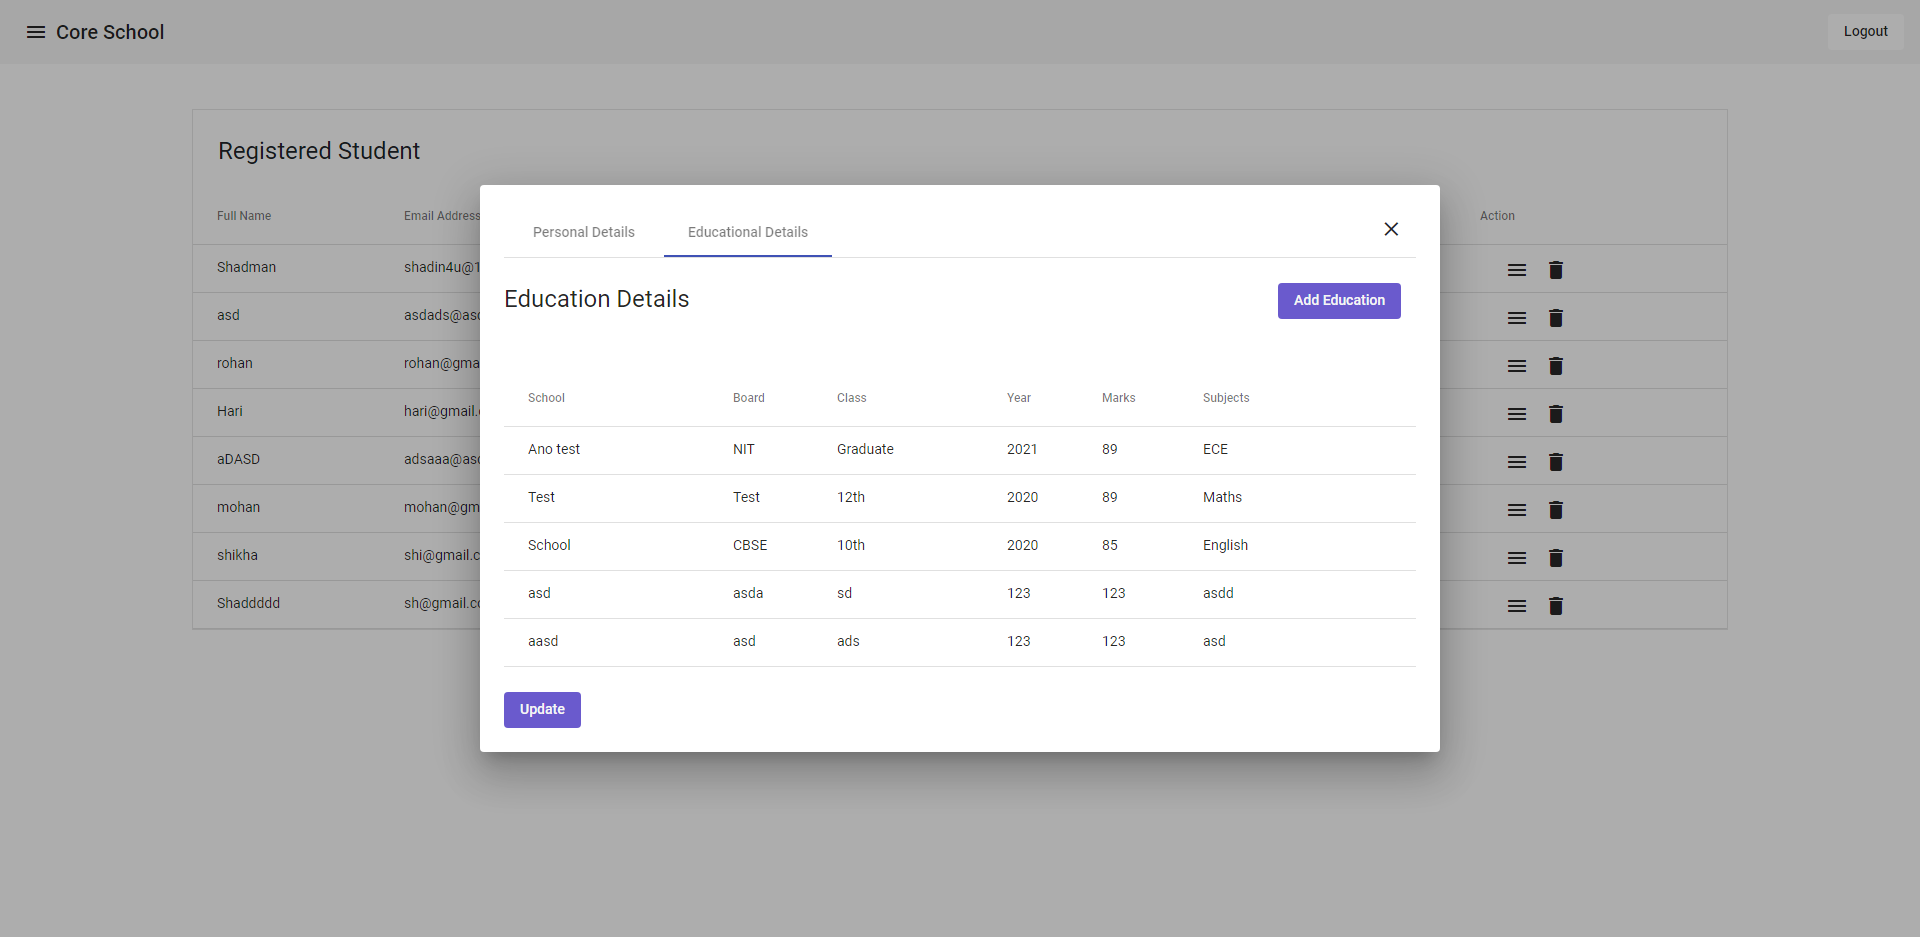 Core School
Logout
Registered Student
Full Name Email Address Action
Shadman shadin4u@1
asd asdads@as
rohan rohan@gma
Hari hari@gmail.
aDASD adsaaa@as
mohan mohan@gm
shikha shi@gmail.c
Shaddddd sh@gmail.c
Personal Details Educational Details
Education Details Add Education
School Board Class Year Marks Subjects
Ano test NIT Graduate 2021 89 ECE
Test Test 12th 2020 89 Maths
School CBSE 10th 2020 85 English
asd asda sd 123 123 asdd
aasd asd ads 123 123 asd
Update